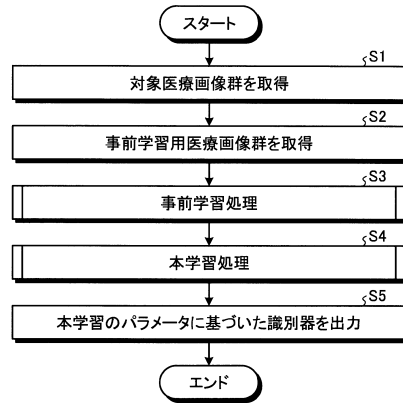 スタート
S1
対象医療画像群を取得
S2
事前学習用医療画像群を取得
S3
事前学習処理
S4
本学習処理
S5
本学習のパラメータに基づいた識別器を出力
エンド